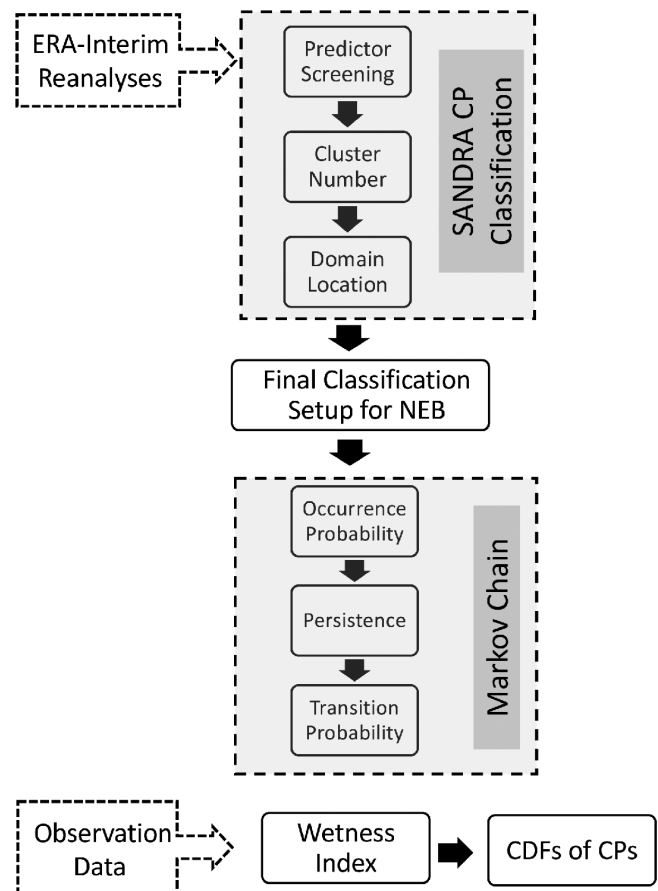 ERA-Interim
Reanalyses
Predictor
Screening
Cluster
Number
Domain
Location
SANDRA CP
Classification
Final Classification
Setup for NEB
Occurrence
Probability
Persistence
Transition
Probability
Markov Chain
Observation
Data
Wetness
Index
CDFs of CPs